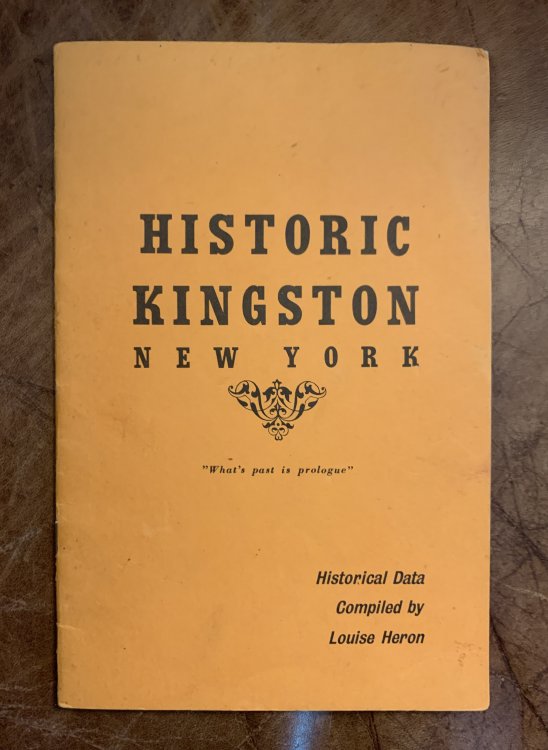 HISTORIC
KINGSTON
NEW YORK
"What's past is prologue"
Historical Data
Compiled by
Louise Heron